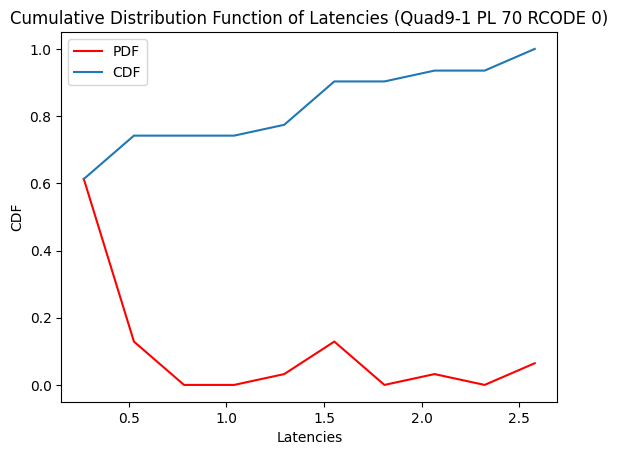 Cumulative Distribution Function of Latencies (Quad9-1 PL 70 RCODE 0)
PDF
CDF
1.0
0.8
0.6
0.4
0.2
0.0
CDF
0.5
1.0
1.5
2.0
2.5
Latencies